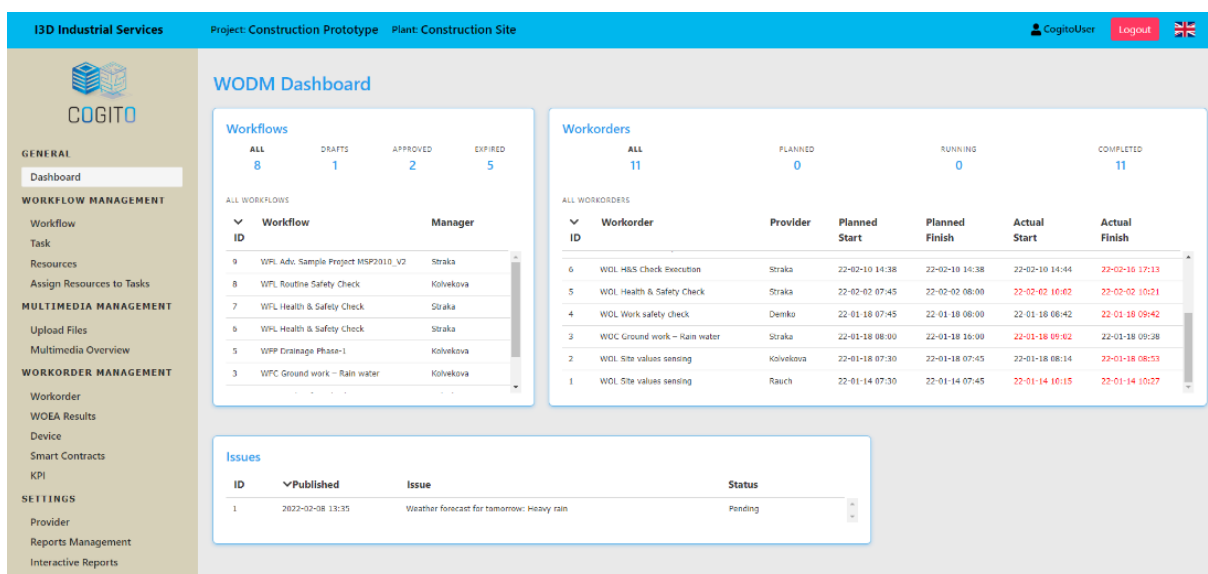 I3D Industrial Services Project: Construction Prototype Plant: Construction Site CogitoUser Logout
COGITO
GENERAL
Dashboard
WORKFLOW MANAGEMENT
Workflow
Task
Resources
Assign Resources to Tasks
MULTIMEDIA MANAGEMENT
Upload Files
Multimedia Overview
WORKORDER MANAGEMENT
Workorder
WOEA Results
Device
Smart Contracts
KPI
SETTINGS
Provider
Reports Management
Interactive Reports
WODM Dashboard
Workflows
ALL DRAFTS APPROVED EXPIRED
8 1 2 5
ALL WORKFLOWS
ID Workflow Manager
9 WFL Adv. Sample Project MSP2010_V2 Straka
8 WFL Routine Safety Check Kolvekova
7 WFL Health & Safety Check Straka
6 WFL Health & Safety Check Straka
5 WFP Drainage Phase-1 Kolvekova
3 WFC Ground work – Rain water Kolvekova
Workorders
ALL PLANNED RUNNING COMPLETED
11 0 0 11
ALL WORKORDERS
ID Workorder Provider Planned Start Planned Finish Actual Start Actual Finish
6 WOL H&S Check Execution Straka 22-02-10 14:38 22-02-10 14:38 22-02-10 14:44 22-02-16 17:13
5 WOL Health & Safety Check Straka 22-02-02 07:45 22-02-02 08:00 22-02-02 10:02 22-02-02 10:21
4 WOL Work safety check Demko 22-01-18 07:45 22-01-18 08:00 22-01-18 08:42 22-01-18 09:42
3 WOC Ground work – Rain water Straka 22-01-18 08:00 22-01-18 16:00 22-01-18 09:02 22-01-18 09:38
2 WOL Site values sensing Kolvekova 22-01-18 07:30 22-01-18 07:45 22-01-18 08:14 22-01-18 08:53
1 WOL Site values sensing Rauch 22-01-14 07:30 22-01-14 07:45 22-01-14 10:15 22-01-14 10:27
Issues
ID Published Issue Status
1 2022-02-08 13:35 Weather forecast for tomorrow: Heavy rain Pending